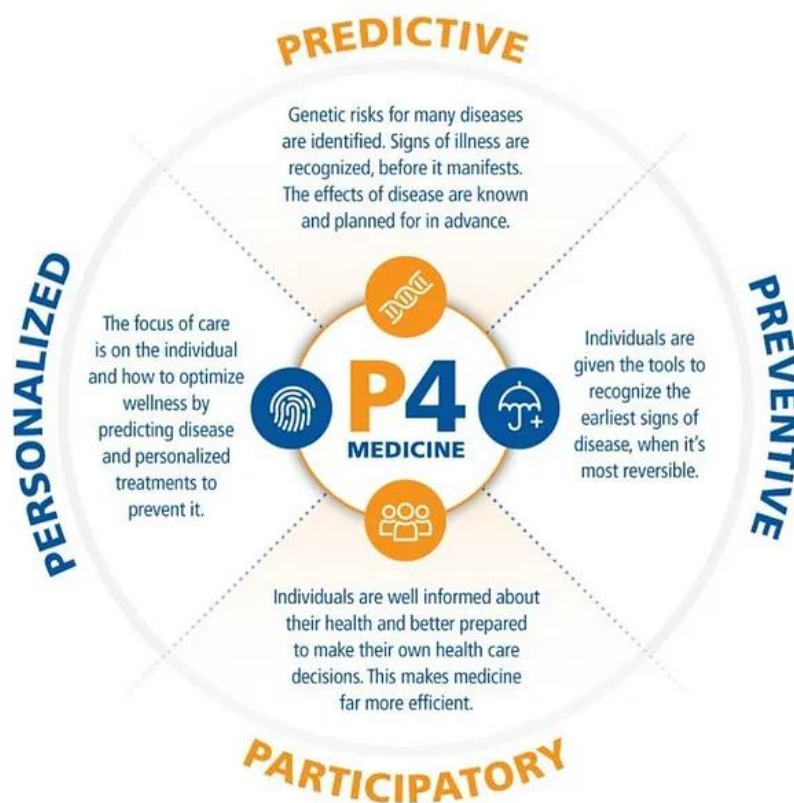 PREDICTIVE
Genetic risks for many diseases
are identified. Signs of illness are
recognized, before it manifests.
The effects of disease are known
and planned for in advance.
PERSONALIZED
The focus of care
is on the individual
and how to optimize
wellness by
predicting disease
and personalized
treatments to
prevent it.
P4
MEDICINE
PREVENTIVE
Individuals are
given the tools to
recognize the
earliest signs of
disease, when it's
most reversible.
Individuals are well informed about
their health and better prepared
to make their own health care
decisions. This makes medicine
far more efficient.
PARTICIPATORY